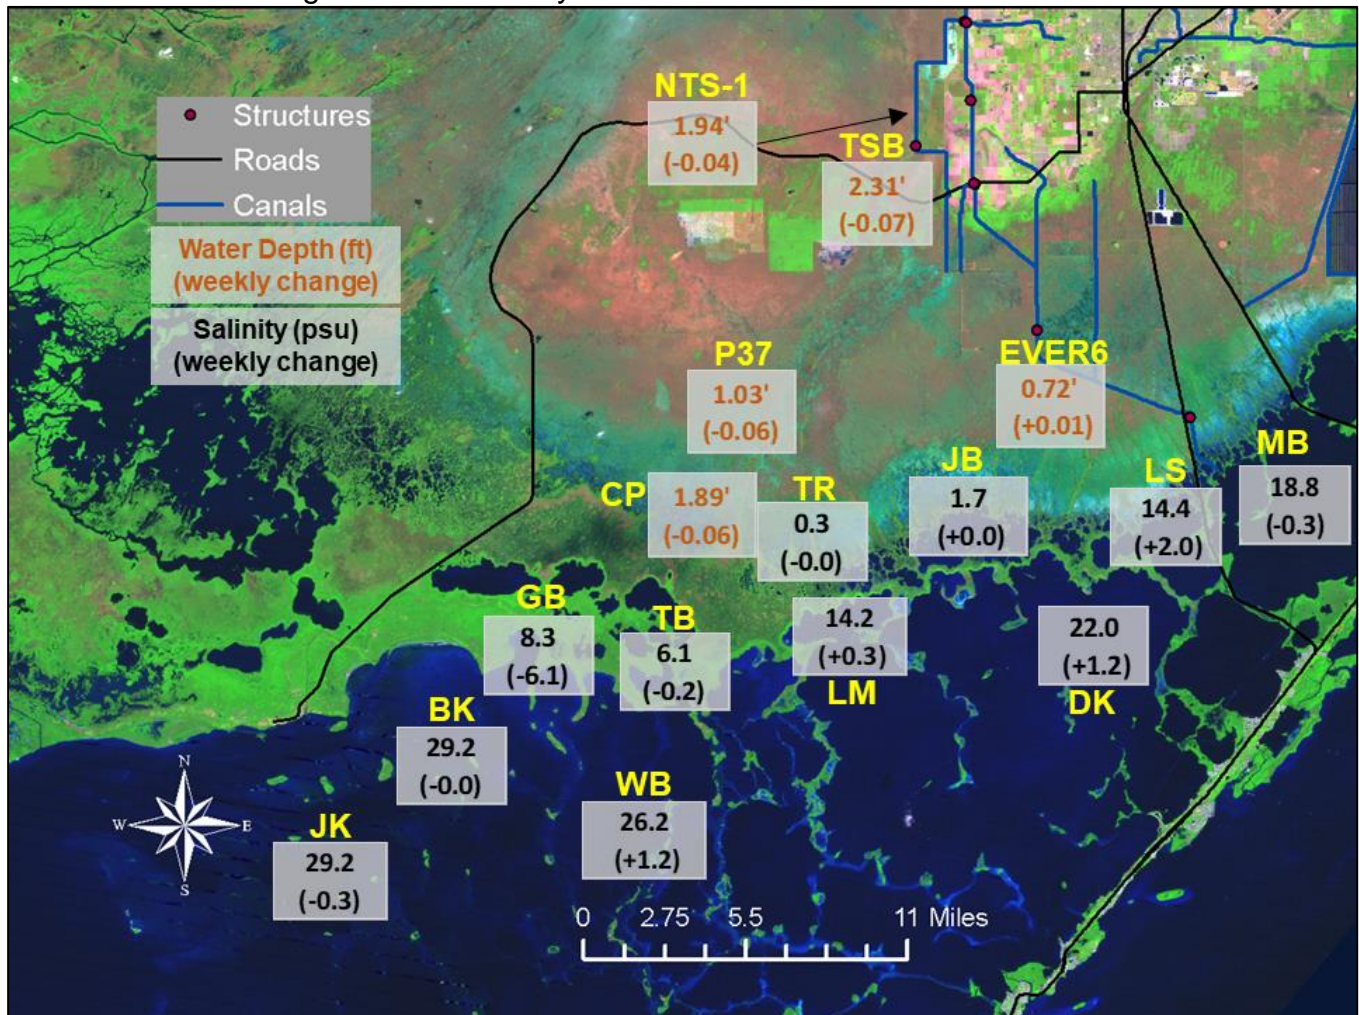 NTS-1
1.94'
(-0.04)
TSB
2.31'
(-0.07)
Structures
Roads
Canals
Water Depth (ft)
(weekly change)
Salinity (psu)
(weekly change)
P37
1.03'
(-0.06)
EVER6
0.72'
(+0.01)
CP
1.89'
(-0.06)
TR
0.3
(-0.0)
JB
1.7
(+0.0)
LS
14.4
(+2.0)
MB
18.8
(-0.3)
GB
8.3
(-6.1)
TB
6.1
(-0.2)
14.2
(+0.3)
LM
22.0
(+1.2)
DK
BK
29.2
(-0.0)
WB
26.2
(+1.2)
JK
29.2
(-0.3)
N
W
E
S
0 2.75 5.5 11 Miles